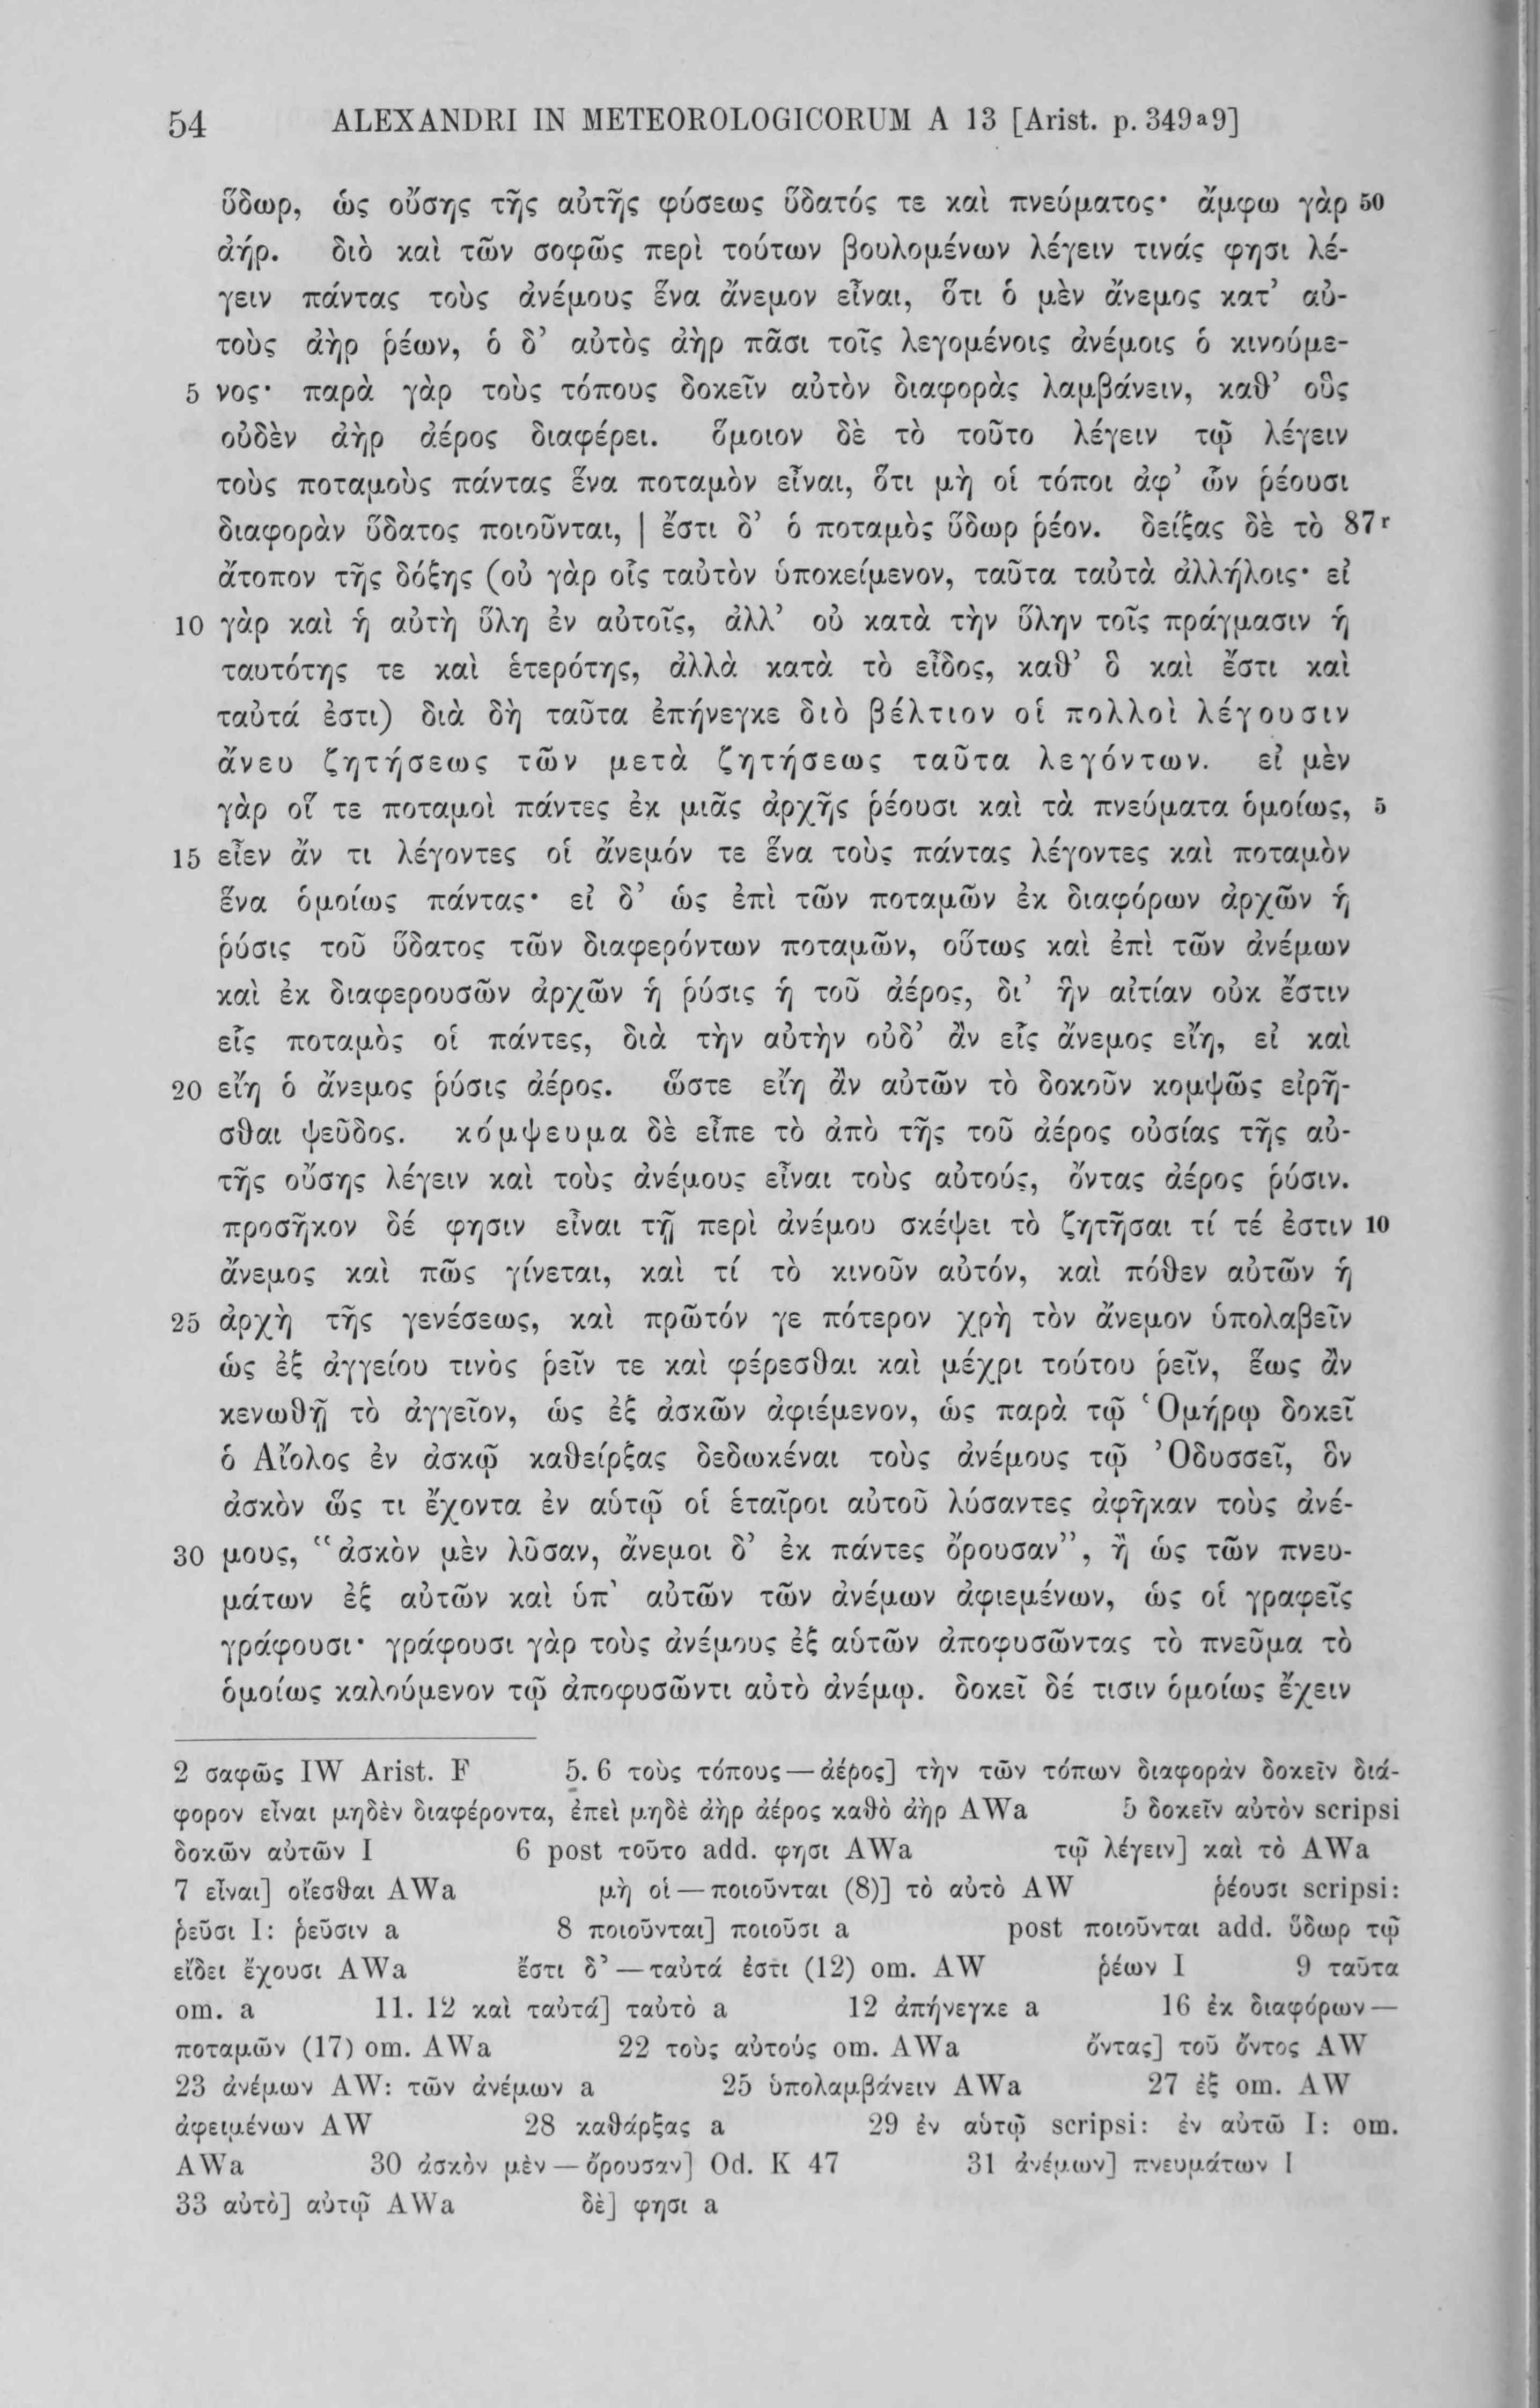 54 ALEXANDRI IN METEOROLOGICORUM A 13 [Arist. p. 349ᵃ9]
ὕδωρ, ὡς οὔσης τῆς αὐτῆς φύσεως ὕδατός τε καὶ πνεύματος· ἄμφω γὰρ 50
ἀήρ. διὸ καὶ τῶν σοφῶς περὶ τούτων βουλομένων λέγειν τινάς φησι λέ-
γειν πάντας τοὺς ἀνέμους ἕνα ἄνεμον εἶναι, ὅτι ὁ μὲν ἄνεμος κατ’ αὐ-
τοὺς ἀὴρ ῥέων, ὁ δ’ αὐτὸς ἀὴρ πᾶσι τοῖς λεγομένοις ἀνέμοις ὁ κινούμε-
5 νος· παρὰ γὰρ τοὺς τόπους δοκεῖν αὐτὸν διαφορὰς λαμβάνειν, καθ’ οὓς
οὐδὲν ἀὴρ ἀέρος διαφέρει. ὅμοιον δὲ τὸ τοῦτο λέγειν τῷ λέγειν
τοὺς ποταμοὺς πάντας ἕνα ποταμὸν εἶναι, ὅτι μὴ οἱ τόποι ἀφ’ ὧν ῥέουσι
διαφορὰν ὕδατος ποιοῦνται, | ἔστι δ’ ὁ ποταμὸς ὕδωρ ῥέον. δείξας δὲ τὸ 87ʳ
ἄτοπον τῆς δόξης (οὐ γὰρ οἷς ταὐτὸν ὑποκείμενον, ταῦτα ταὐτὰ ἀλλήλοις· εἰ
10 γὰρ καὶ ἡ αὐτὴ ὕλη ἐν αὐτοῖς, ἀλλ’ οὐ κατὰ τὴν ὕλην τοῖς πράγμασιν ἡ
ταυτότης τε καὶ ἑτερότης, ἀλλὰ κατὰ τὸ εἶδος, καθ’ ὃ καὶ ἔστι καὶ
ταὐτά ἐστι) διὰ δὴ ταῦτα ἐπήνεγκε διὸ βέλτιον οἱ πολλοὶ λέγουσιν
ἄνευ ζητήσεως τῶν μετὰ ζητήσεως ταῦτα λεγόντων. εἰ μὲν
γὰρ οἵ τε ποταμοὶ πάντες ἐκ μιᾶς ἀρχῆς ῥέουσι καὶ τὰ πνεύματα ὁμοίως, 5
15 εἶεν ἄν τι λέγοντες οἱ ἄνεμόν τε ἕνα τοὺς πάντας λέγοντες καὶ ποταμὸν
ἕνα ὁμοίως πάντας· εἰ δ’ ὡς ἐπὶ τῶν ποταμῶν ἐκ διαφόρων ἀρχῶν ἡ
ῥύσις τοῦ ὕδατος τῶν διαφερόντων ποταμῶν, οὕτως καὶ ἐπὶ τῶν ἀνέμων
καὶ ἐκ διαφερουσῶν ἀρχῶν ἡ ῥύσις ἡ τοῦ ἀέρος, δι’ ἣν αἰτίαν οὐκ ἔστιν
εἷς ποταμὸς οἱ πάντες, διὰ τὴν αὐτὴν οὐδ’ ἂν εἷς ἄνεμος εἴη, εἰ καὶ
20 εἴη ὁ ἄνεμος ῥύσις ἀέρος. ὥστε εἴη ἂν αὐτῶν τὸ δοκοῦν κομψῶς εἰρῆ-
σθαι ψεῦδος. κόμψευμα δὲ εἶπε τὸ ἀπὸ τῆς τοῦ ἀέρος οὐσίας τῆς αὐ-
τῆς οὔσης λέγειν καὶ τοὺς ἀνέμους εἶναι τοὺς αὐτούς, ὄντας ἀέρος ῥύσιν.
προσῆκον δέ φησιν εἶναι τῇ περὶ ἀνέμου σκέψει τὸ ζητῆσαι τί τέ ἐστιν 10
ἄνεμος καὶ πῶς γίνεται, καὶ τί τὸ κινοῦν αὐτόν, καὶ πόθεν αὐτῶν ἡ
25 ἀρχὴ τῆς γενέσεως, καὶ πρῶτόν γε πότερον χρὴ τὸν ἄνεμον ὑπολαβεῖν
ὡς ἐξ ἀγγείου τινὸς ῥεῖν τε καὶ φέρεσθαι καὶ μέχρι τούτου ῥεῖν, ἕως ἂν
κενωθῇ τὸ ἀγγεῖον, ὡς ἐξ ἀσκῶν ἀφιέμενον, ὡς παρὰ τῷ Ὁμήρῳ δοκεῖ
ὁ Αἴολος ἐν ἀσκῷ καθείρξας δεδωκέναι τοὺς ἀνέμους τῷ Ὀδυσσεῖ, ὃν
ἀσκὸν ὥς τι ἔχοντα ἐν αὑτῷ οἱ ἑταῖροι αὐτοῦ λύσαντες ἀφῆκαν τοὺς ἀνέ-
30 μους, “ἀσκὸν μὲν λῦσαν, ἄνεμοι δ’ ἐκ πάντες ὄρουσαν”, ἢ ὡς τῶν πνευ-
μάτων ἐξ αὐτῶν καὶ ὑπ’ αὐτῶν τῶν ἀνέμων ἀφιεμένων, ὡς οἱ γραφεῖς
γράφουσι· γράφουσι γὰρ τοὺς ἀνέμους ἐξ αὑτῶν ἀποφυσῶντας τὸ πνεῦμα τὸ
ὁμοίως καλούμενον τῷ ἀποφυσῶντι αὐτὸ ἀνέμῳ. δοκεῖ δέ τισιν ὁμοίως ἔχειν
2 σαφῶς IW Arist. F 5. 6 τοὺς τόπους — ἀέρος] τὴν τῶν τόπων διαφορὰν δοκεῖν διά-
φορον εἶναι μηδὲν διαφέροντα, ἐπεὶ μηδὲ ἀὴρ ἀέρος καθὸ ἀὴρ AWa 5 δοκεῖν αὐτὸν scripsi
δοκῶν αὐτῶν I 6 post τοῦτο add. φησι AWa τῷ λέγειν] καὶ τὸ AWa
7 εἶναι] οἴεσθαι AWa μὴ οἱ — ποιοῦνται (8)] τὸ αὐτὸ AW ῥέουσι scripsi:
ῥεῦσι I: ῥεῦσιν a 8 ποιοῦνται] ποιοῦσι a post ποιοῦνται add. ὕδωρ τῷ
εἴδει ἔχουσι AWa ἔστι δ’ — ταὐτά ἐστι (12) om. AW ῥέων I 9 ταῦτα
om. a 11. 12 καὶ ταὐτά] ταὐτὸ a 12 ἀπήνεγκε a 16 ἐκ διαφόρων —
ποταμῶν (17) om. AWa 22 τοὺς αὐτούς om. AWa ὄντας] τοῦ ὄντος AW
23 ἀνέμων AW: τῶν ἀνέμων a 25 ὑπολαμβάνειν AWa 27 ἐξ om. AW
ἀφειμένων AW 28 καθάρξας a 29 ἐν αὑτῷ scripsi: ἐν αὐτῶ I: om.
AWa 30 ἀσκὸν μὲν — ὄρουσαν] Od. K 47 31 ἀνέμων] πνευμάτων I
33 αὐτὸ] αὐτῷ AWa δὲ] φησι a